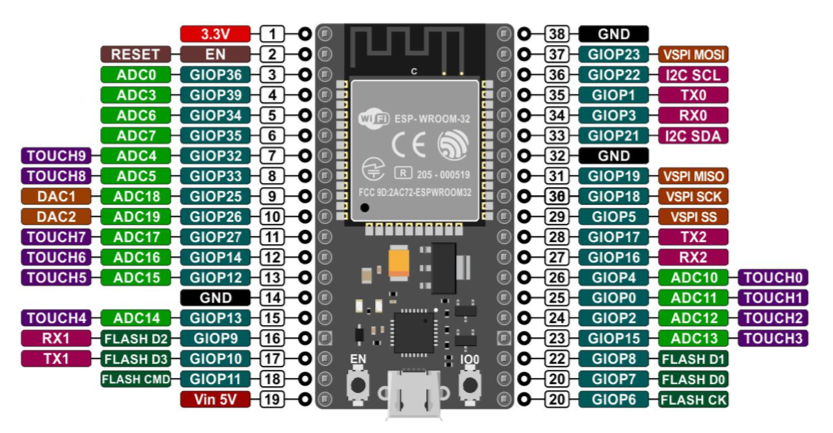 3.3V 1 38 GND
RESET EN 2 37 GIOP23 VSPI MOSI
ADC0 GIOP36 3 36 GIOP22 I2C SCL
ADC3 GIOP39 4 35 GIOP1 TX0
ADC6 GIOP34 5 34 GIOP3 RX0
ADC7 GIOP35 6 33 GIOP21 I2C SDA
TOUCH9 ADC4 GIOP32 7 32 GND
TOUCH8 ADC5 GIOP33 8 31 GIOP19 VSPI MISO
DAC1 ADC18 GIOP25 9 30 GIOP18 VSPI SCK
DAC2 ADC19 GIOP26 10 29 GIOP5 VSPI SS
TOUCH7 ADC17 GIOP27 11 28 GIOP17 TX2
TOUCH6 ADC16 GIOP14 12 27 GIOP16 RX2
TOUCH5 ADC15 GIOP12 13 26 GIOP4 ADC10 TOUCH0
GND 14 25 GIOP0 ADC11 TOUCH1
TOUCH4 ADC14 GIOP13 15 24 GIOP2 ADC12 TOUCH2
RX1 FLASH D2 GIOP9 16 23 GIOP15 ADC13 TOUCH3
TX1 FLASH D3 GIOP10 17 22 GIOP8 FLASH D1
FLASH CMD GIOP11 18 20 GIOP7 FLASH D0
Vin 5V 19 20 GIOP6 FLASH CK
C
WiFi ESP-WROOM-32
CE
R 205-000519
FCC 9D:2AC72-ESPWROOM32
EN IO0